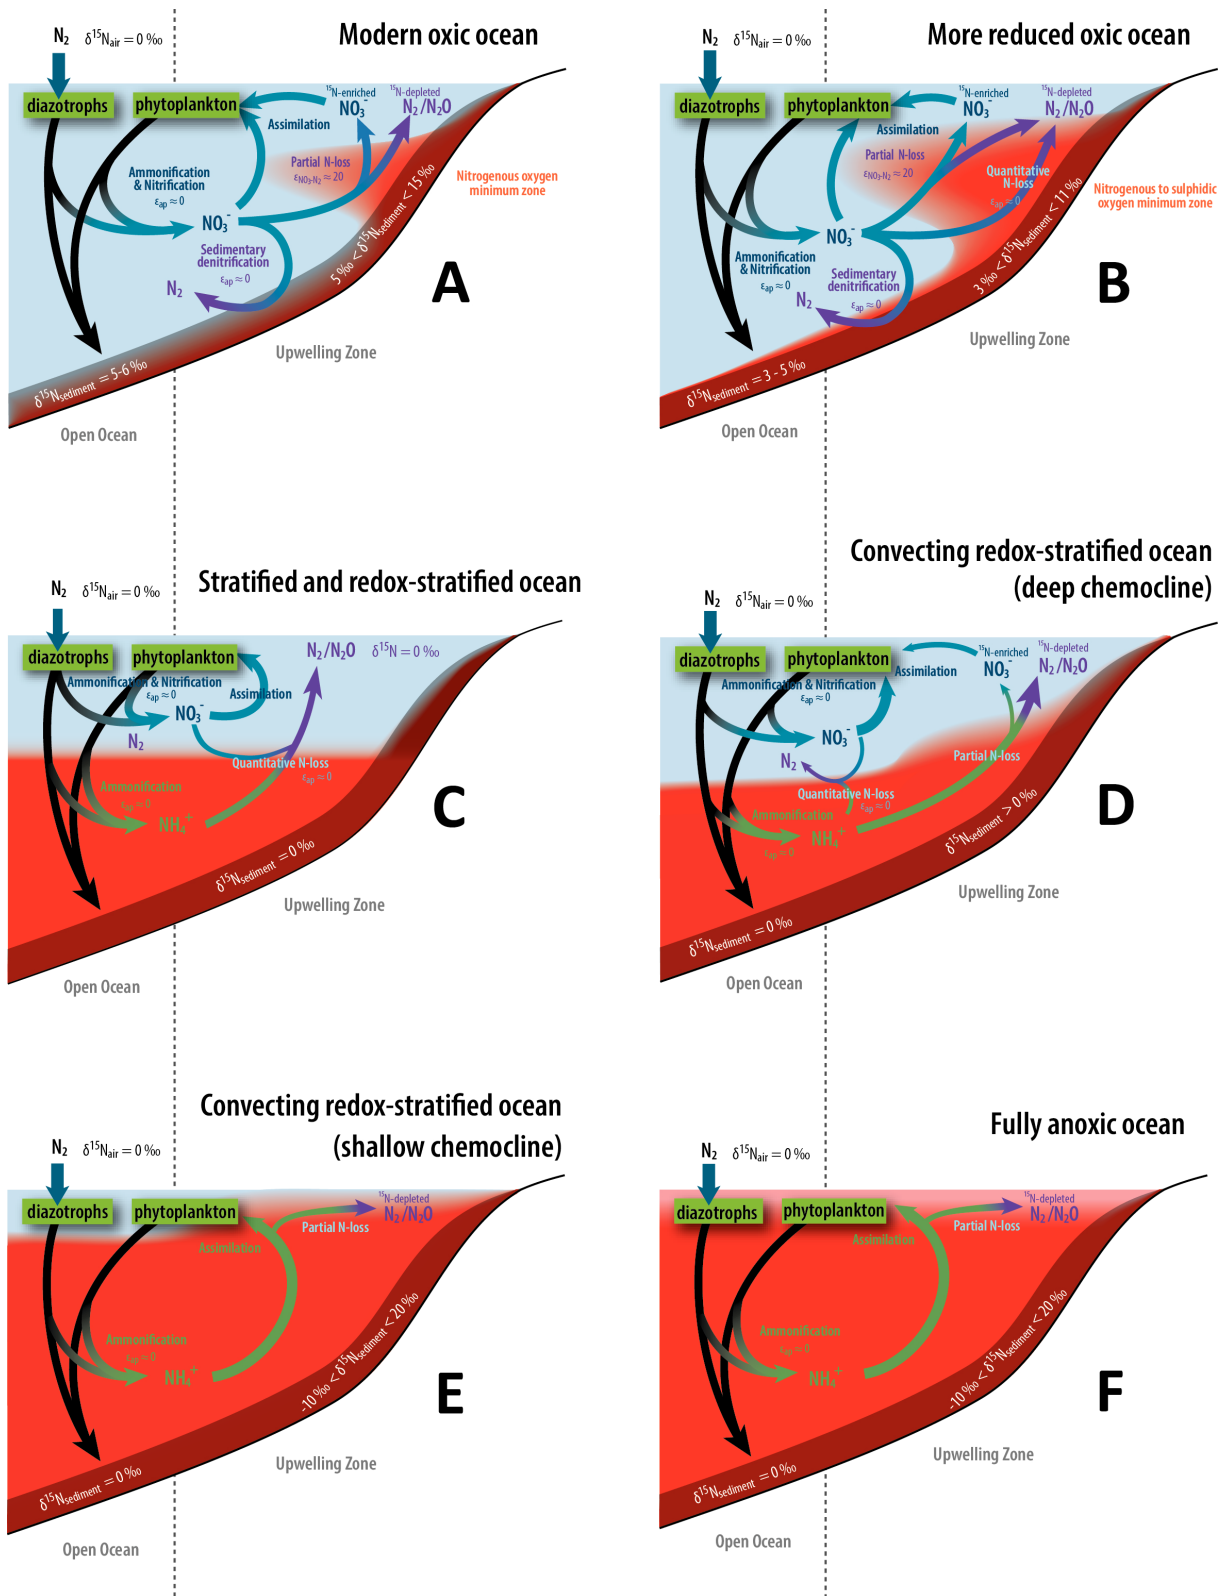 Modern oxic ocean
N₂ δ¹⁵Nair = 0 ‰
diazotrophs
phytoplankton
¹⁵N-enriched
NO₃⁻
¹⁵N-depleted
N₂/N₂O
Assimilation
Ammonification
& Nitrification
εap ≈ 0
Partial N-loss
εNO₃-N₂ ≈ 20
Nitrogenous oxygen
minimum zone
NO₃⁻
Sedimentary
denitrification
εap ≈ 0
N₂
5 ‰ < δ¹⁵Nsediment < 15 ‰
A
Upwelling Zone
δ¹⁵Nsediment = 5-6 ‰
Open Ocean
More reduced oxic ocean
N₂ δ¹⁵Nair = 0 ‰
diazotrophs
phytoplankton
¹⁵N-enriched
NO₃⁻
¹⁵N-depleted
N₂/N₂O
Assimilation
Partial N-loss
εNO₃-N₂ ≈ 20
Quantitative
N-loss
εap ≈ 0
Nitrogenous to sulphidic
oxygen minimum zone
NO₃⁻
Ammonification
& Nitrification
εap ≈ 0
Sedimentary
denitrification
εap ≈ 0
N₂
3 ‰ < δ¹⁵Nsediment < 11 ‰
B
Upwelling Zone
δ¹⁵Nsediment = 3 - 5 ‰
Open Ocean
Stratified and redox-stratified ocean
N₂ δ¹⁵Nair = 0 ‰
diazotrophs
phytoplankton
N₂/N₂O δ¹⁵N = 0 ‰
Ammonification & Nitrification
εap ≈ 0
Assimilation
NO₃⁻
N₂
Quantitative N-loss
εap ≈ 0
Ammonification
εap ≈ 0
NH₄⁺
C
δ¹⁵Nsediment = 0 ‰
Upwelling Zone
Open Ocean
Convecting redox-stratified ocean
(deep chemocline)
N₂ δ¹⁵Nair = 0 ‰
diazotrophs
phytoplankton
¹⁵N-enriched
NO₃⁻
¹⁵N-depleted
N₂/N₂O
Assimilation
Ammonification & Nitrification
εap ≈ 0
NO₃⁻
N₂
Partial N-loss
Quantitative N-loss
εap ≈ 0
Ammonification
εap ≈ 0
NH₄⁺
D
δ¹⁵Nsediment > 0 ‰
Upwelling Zone
δ¹⁵Nsediment = 0 ‰
Open Ocean
Convecting redox-stratified ocean
(shallow chemocline)
N₂ δ¹⁵Nair = 0 ‰
diazotrophs
phytoplankton
¹⁵N-depleted
N₂/N₂O
Partial N-loss
Assimilation
Ammonification
εap ≈ 0
NH₄⁺
-10 ‰ < δ¹⁵Nsediment < 20 ‰
E
Upwelling Zone
δ¹⁵Nsediment = 0 ‰
Open Ocean
Fully anoxic ocean
N₂ δ¹⁵Nair = 0 ‰
diazotrophs
phytoplankton
¹⁵N-depleted
N₂/N₂O
Partial N-loss
Assimilation
Ammonification
εap ≈ 0
NH₄⁺
-10 ‰ < δ¹⁵Nsediment < 20 ‰
F
Upwelling Zone
δ¹⁵Nsediment = 0 ‰
Open Ocean